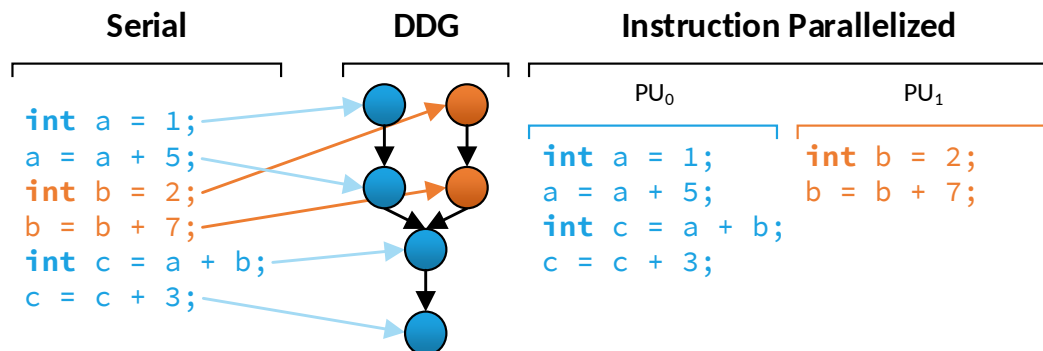 Serial
DDG
Instruction Parallelized
int a = 1;
a = a + 5;
int b = 2;
b = b + 7;
int c = a + b;
c = c + 3;
PU₀
int a = 1;
a = a + 5;
int c = a + b;
c = c + 3;
PU₁
int b = 2;
b = b + 7;